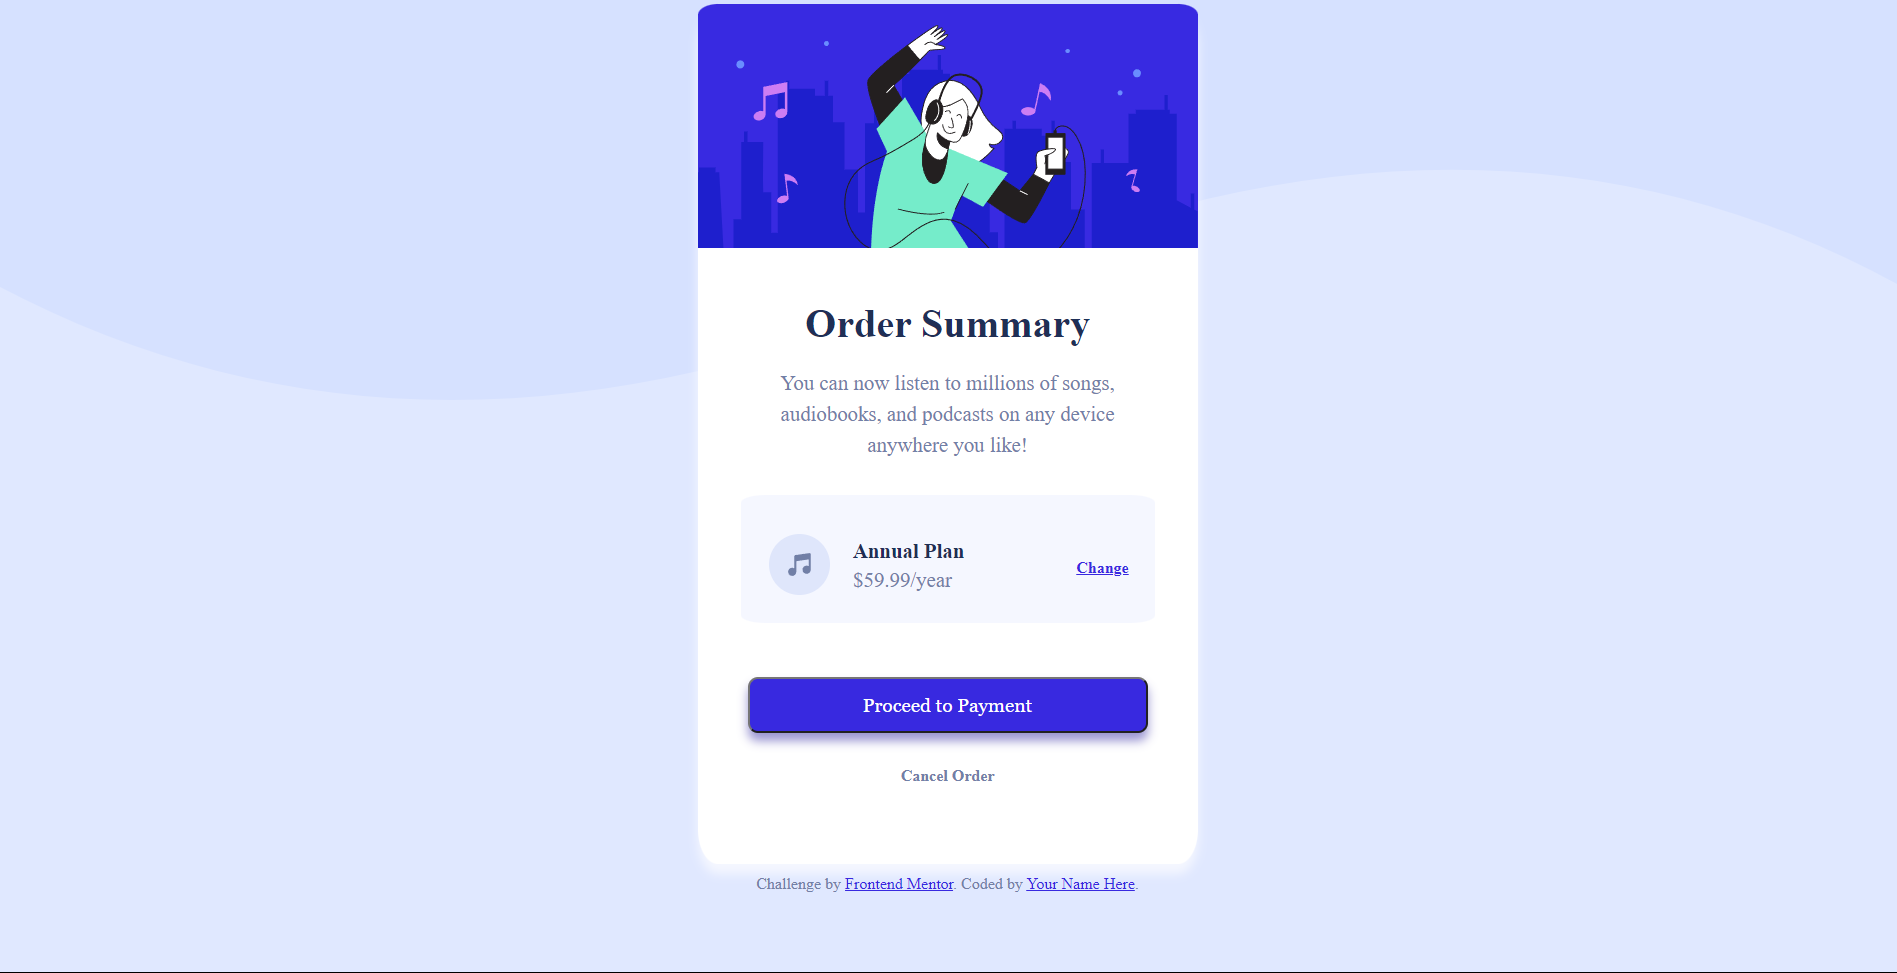 Order Summary
You can now listen to millions of songs,
audiobooks, and podcasts on any device
anywhere you like!
Annual Plan
$59.99/year
Change
Proceed to Payment
Cancel Order
Challenge by Frontend Mentor. Coded by Your Name Here.